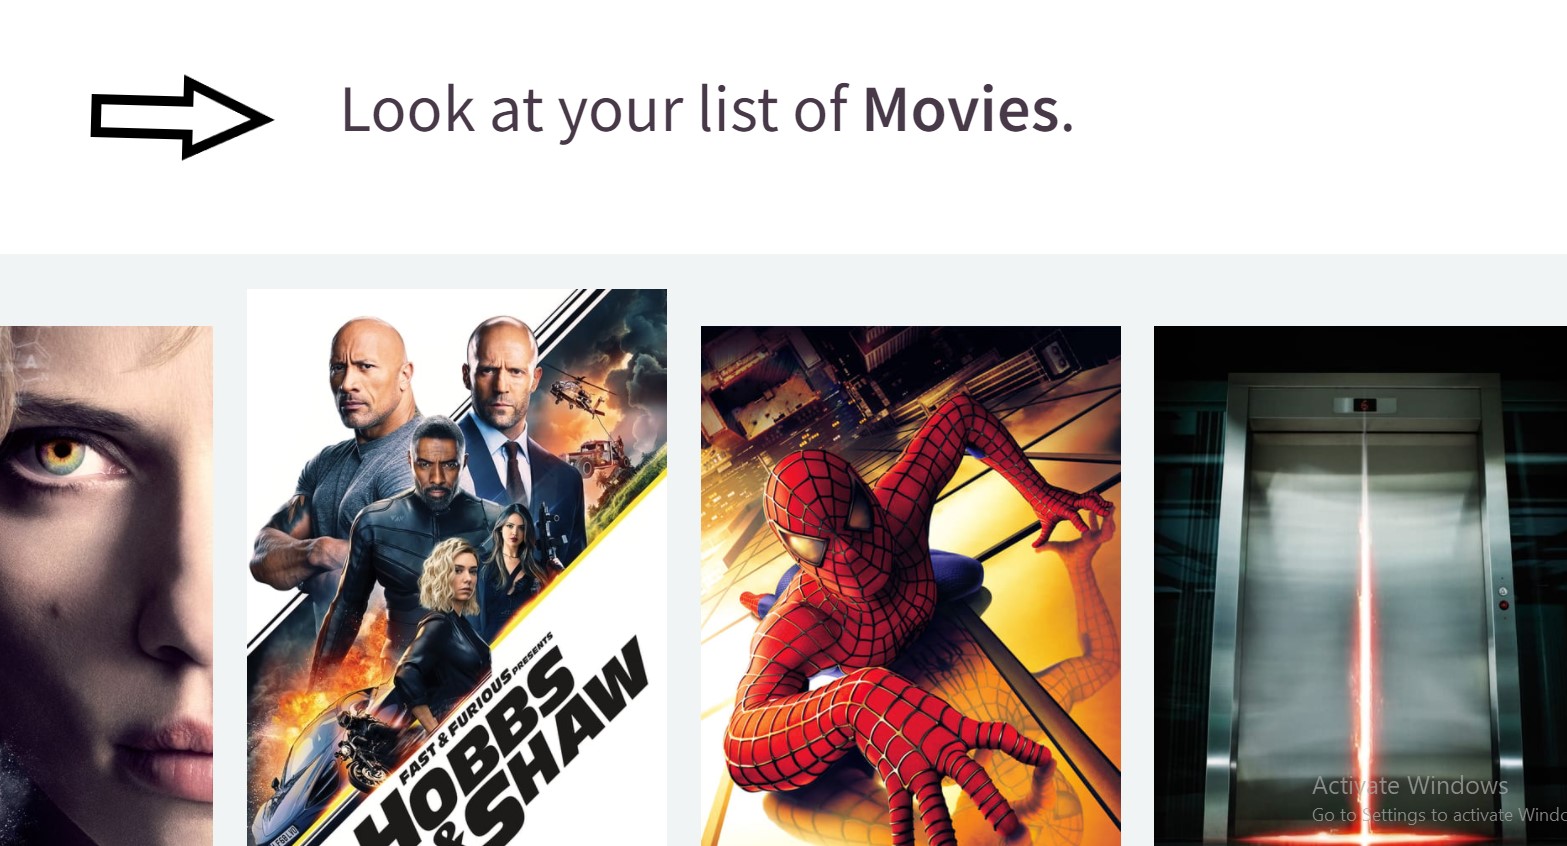 Look at your list of Movies.
6
FAST & FURIOUS PRESENTS
HOBBS
& SHAW
Activate Windows
Go to Settings to activate Windo